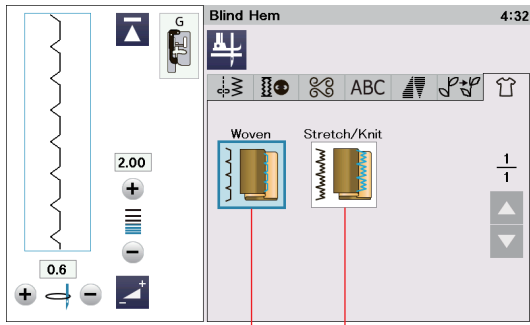 G
2.00
0.6
Blind Hem 4:32
ABC
Woven Stretch/Knit
1
1